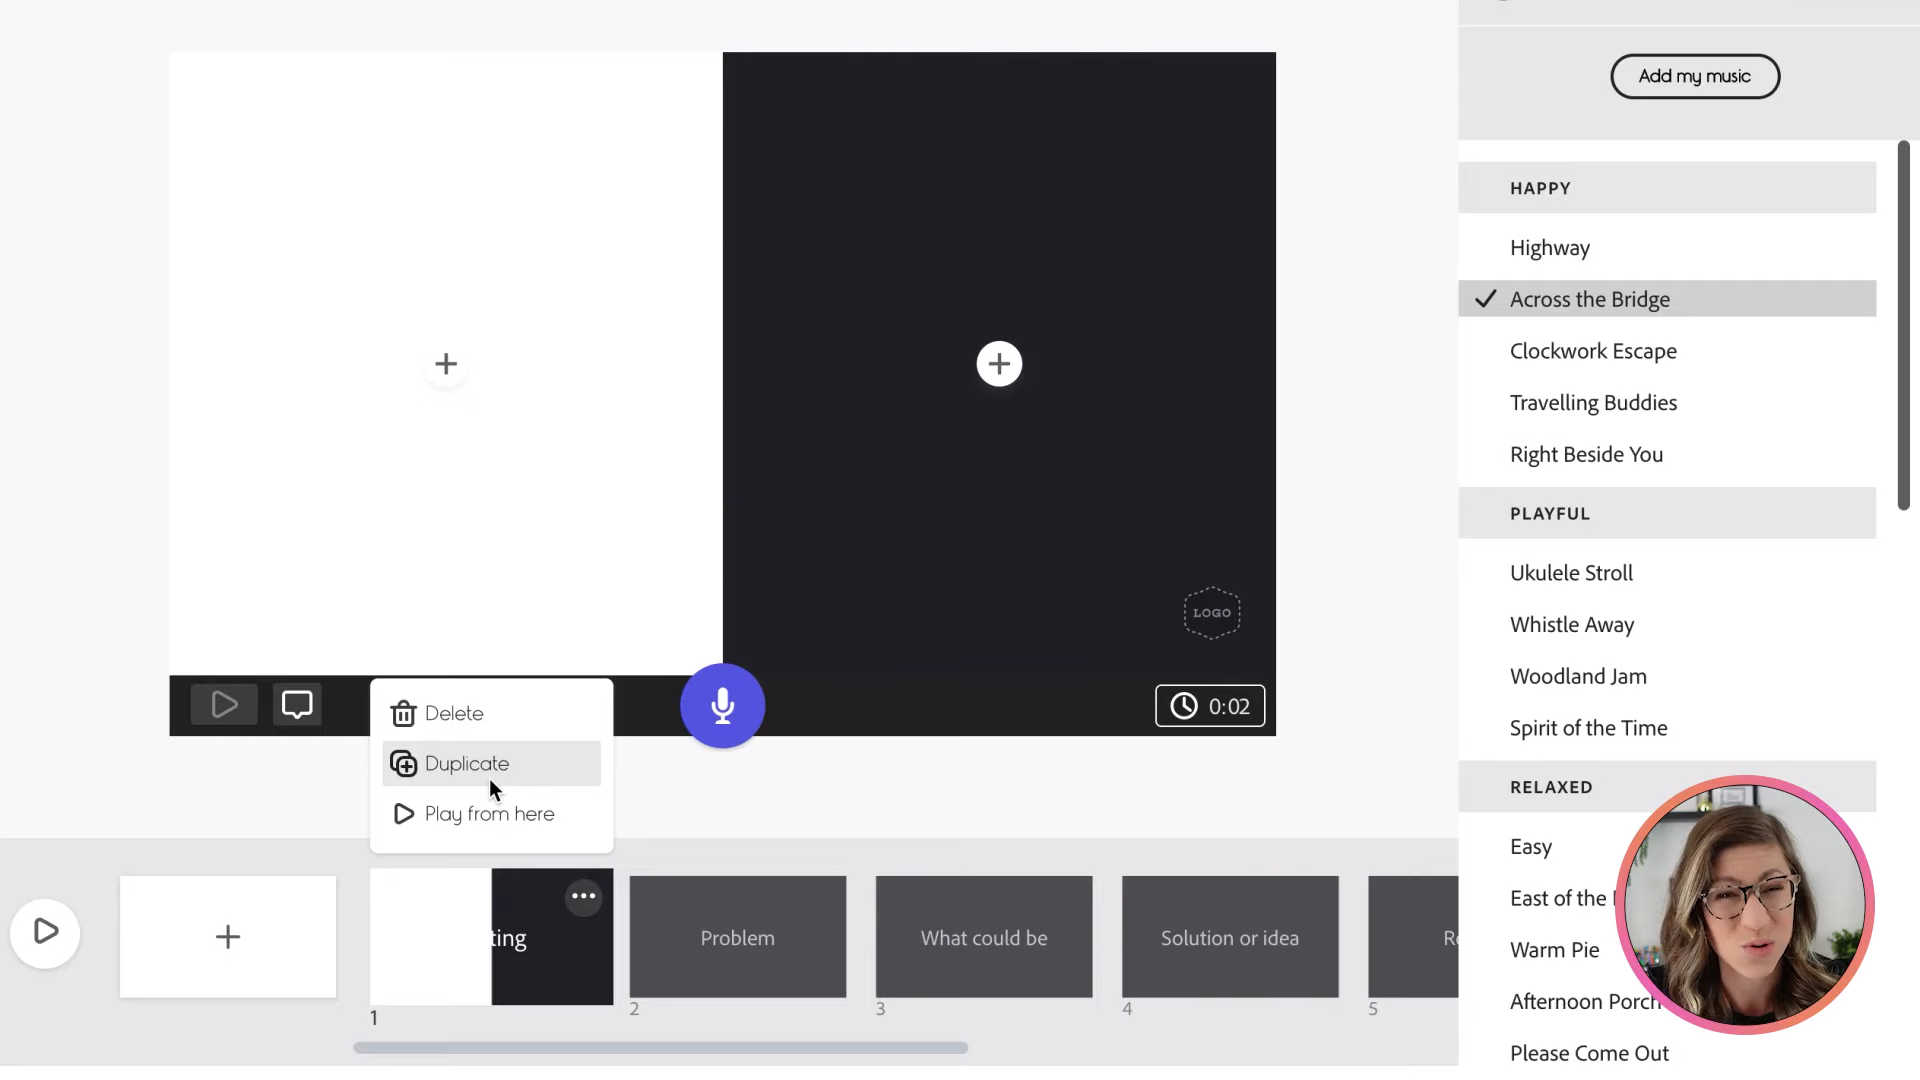 Add my music
HAPPY
Highway
Across the Bridge
Clockwork Escape
Travelling Buddies
Right Beside You
PLAYFUL
Ukulele Stroll
Whistle Away
Woodland Jam
Spirit of the Time
RELAXED
Easy
East of the
Warm Pie
Afternoon Porch
Please Come Out
LOGO
0:02
Delete
Duplicate
Play from here
ting
Problem
What could be
Solution or idea
1
2
3
4
5